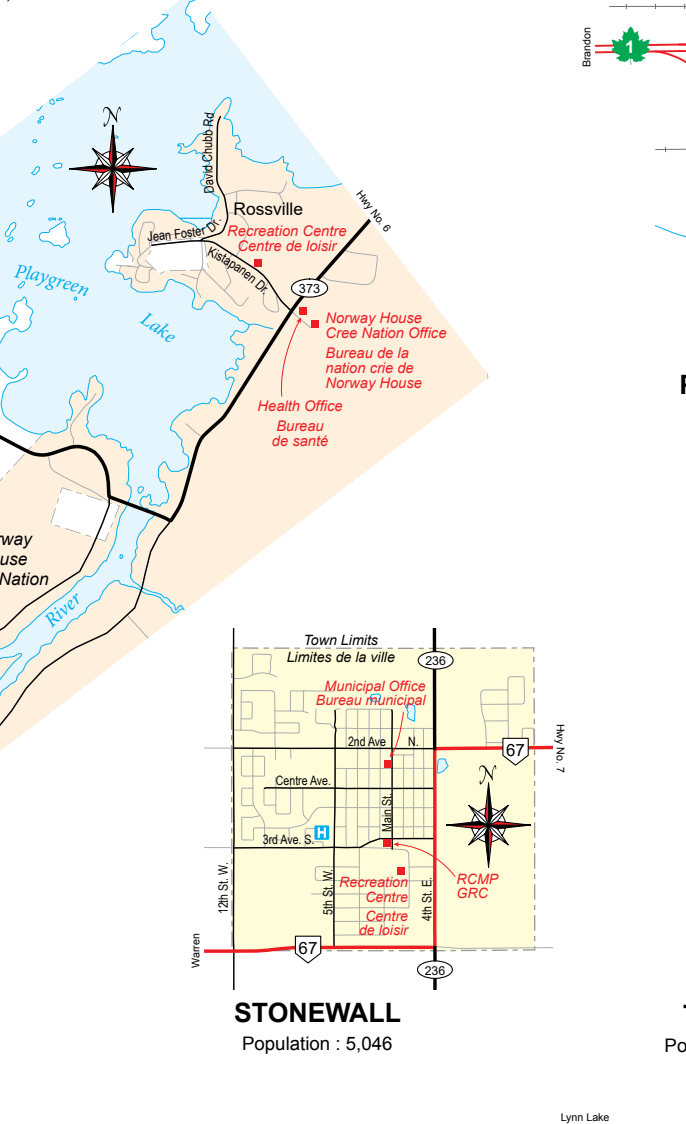 Brandon
1
N
David Chubb Rd
Rossville
Hwy No. 6
Jean Foster Dr.
Recreation Centre
Centre de loisir
Kistapanen Dr.
Playgreen
Lake
373
Norway House
Cree Nation Office
Bureau de la
nation crie de
Norway House
Health Office
Bureau
de santé
rway
use
Nation
River
Town Limits
Limites de la ville
236
Municipal Office
Bureau municipal
2nd Ave N.
67
Hwy No. 7
Centre Ave.
N
Main St.
H
3rd Ave. S.
12th St. W.
5th St. W.
4th St. E.
Recreation
Centre
Centre
de loisir
RCMP
GRC
Warren
67
236
STONEWALL
Population : 5,046
Po
Lynn Lake